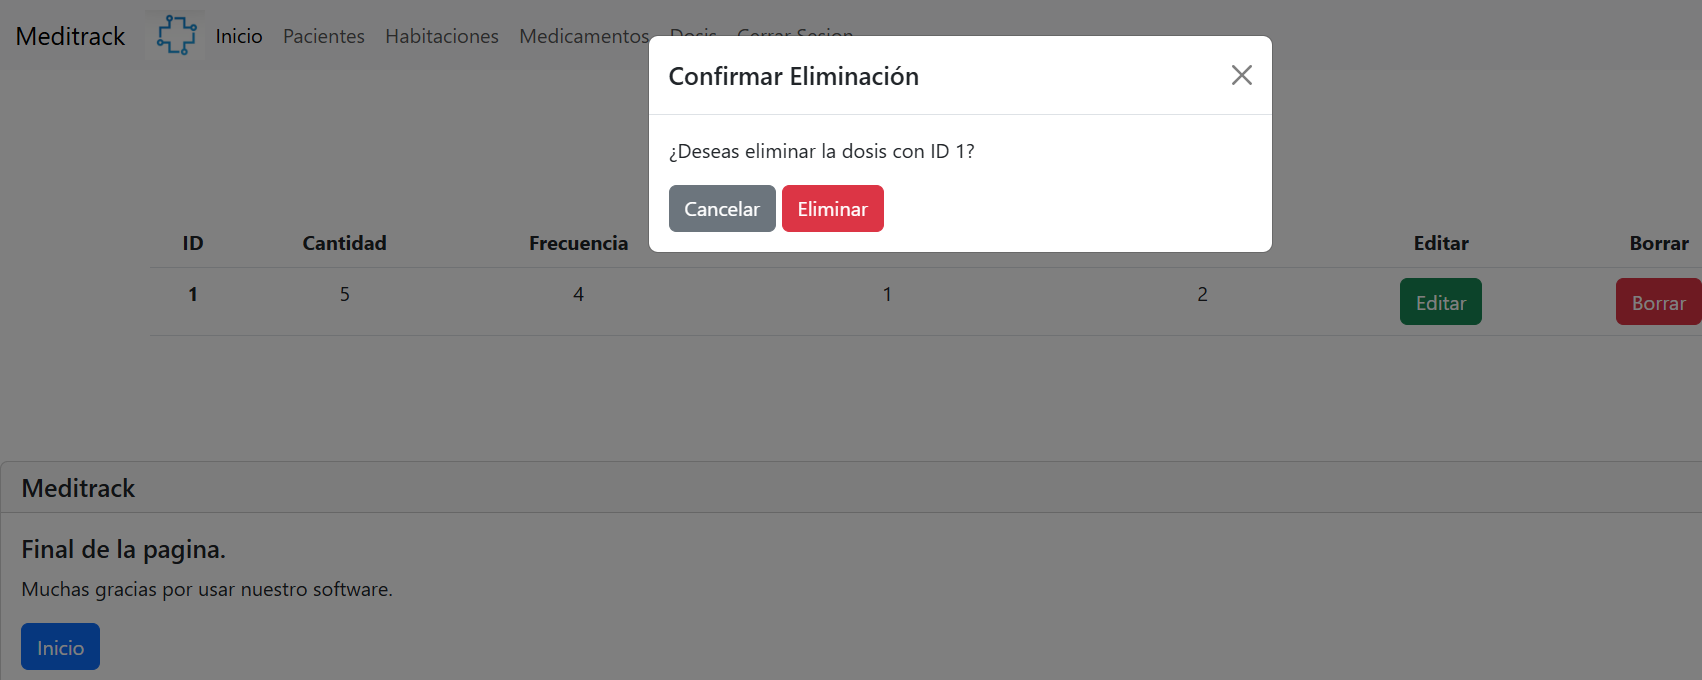 Meditrack Inicio Pacientes Habitaciones Medicamentos Dosis Cerrar Sesion
Confirmar Eliminación
¿Deseas eliminar la dosis con ID 1?
Cancelar Eliminar
ID Cantidad Frecuencia Editar Borrar
1 5 4 1 2 Editar Borrar
Meditrack
Final de la pagina.
Muchas gracias por usar nuestro software.
Inicio